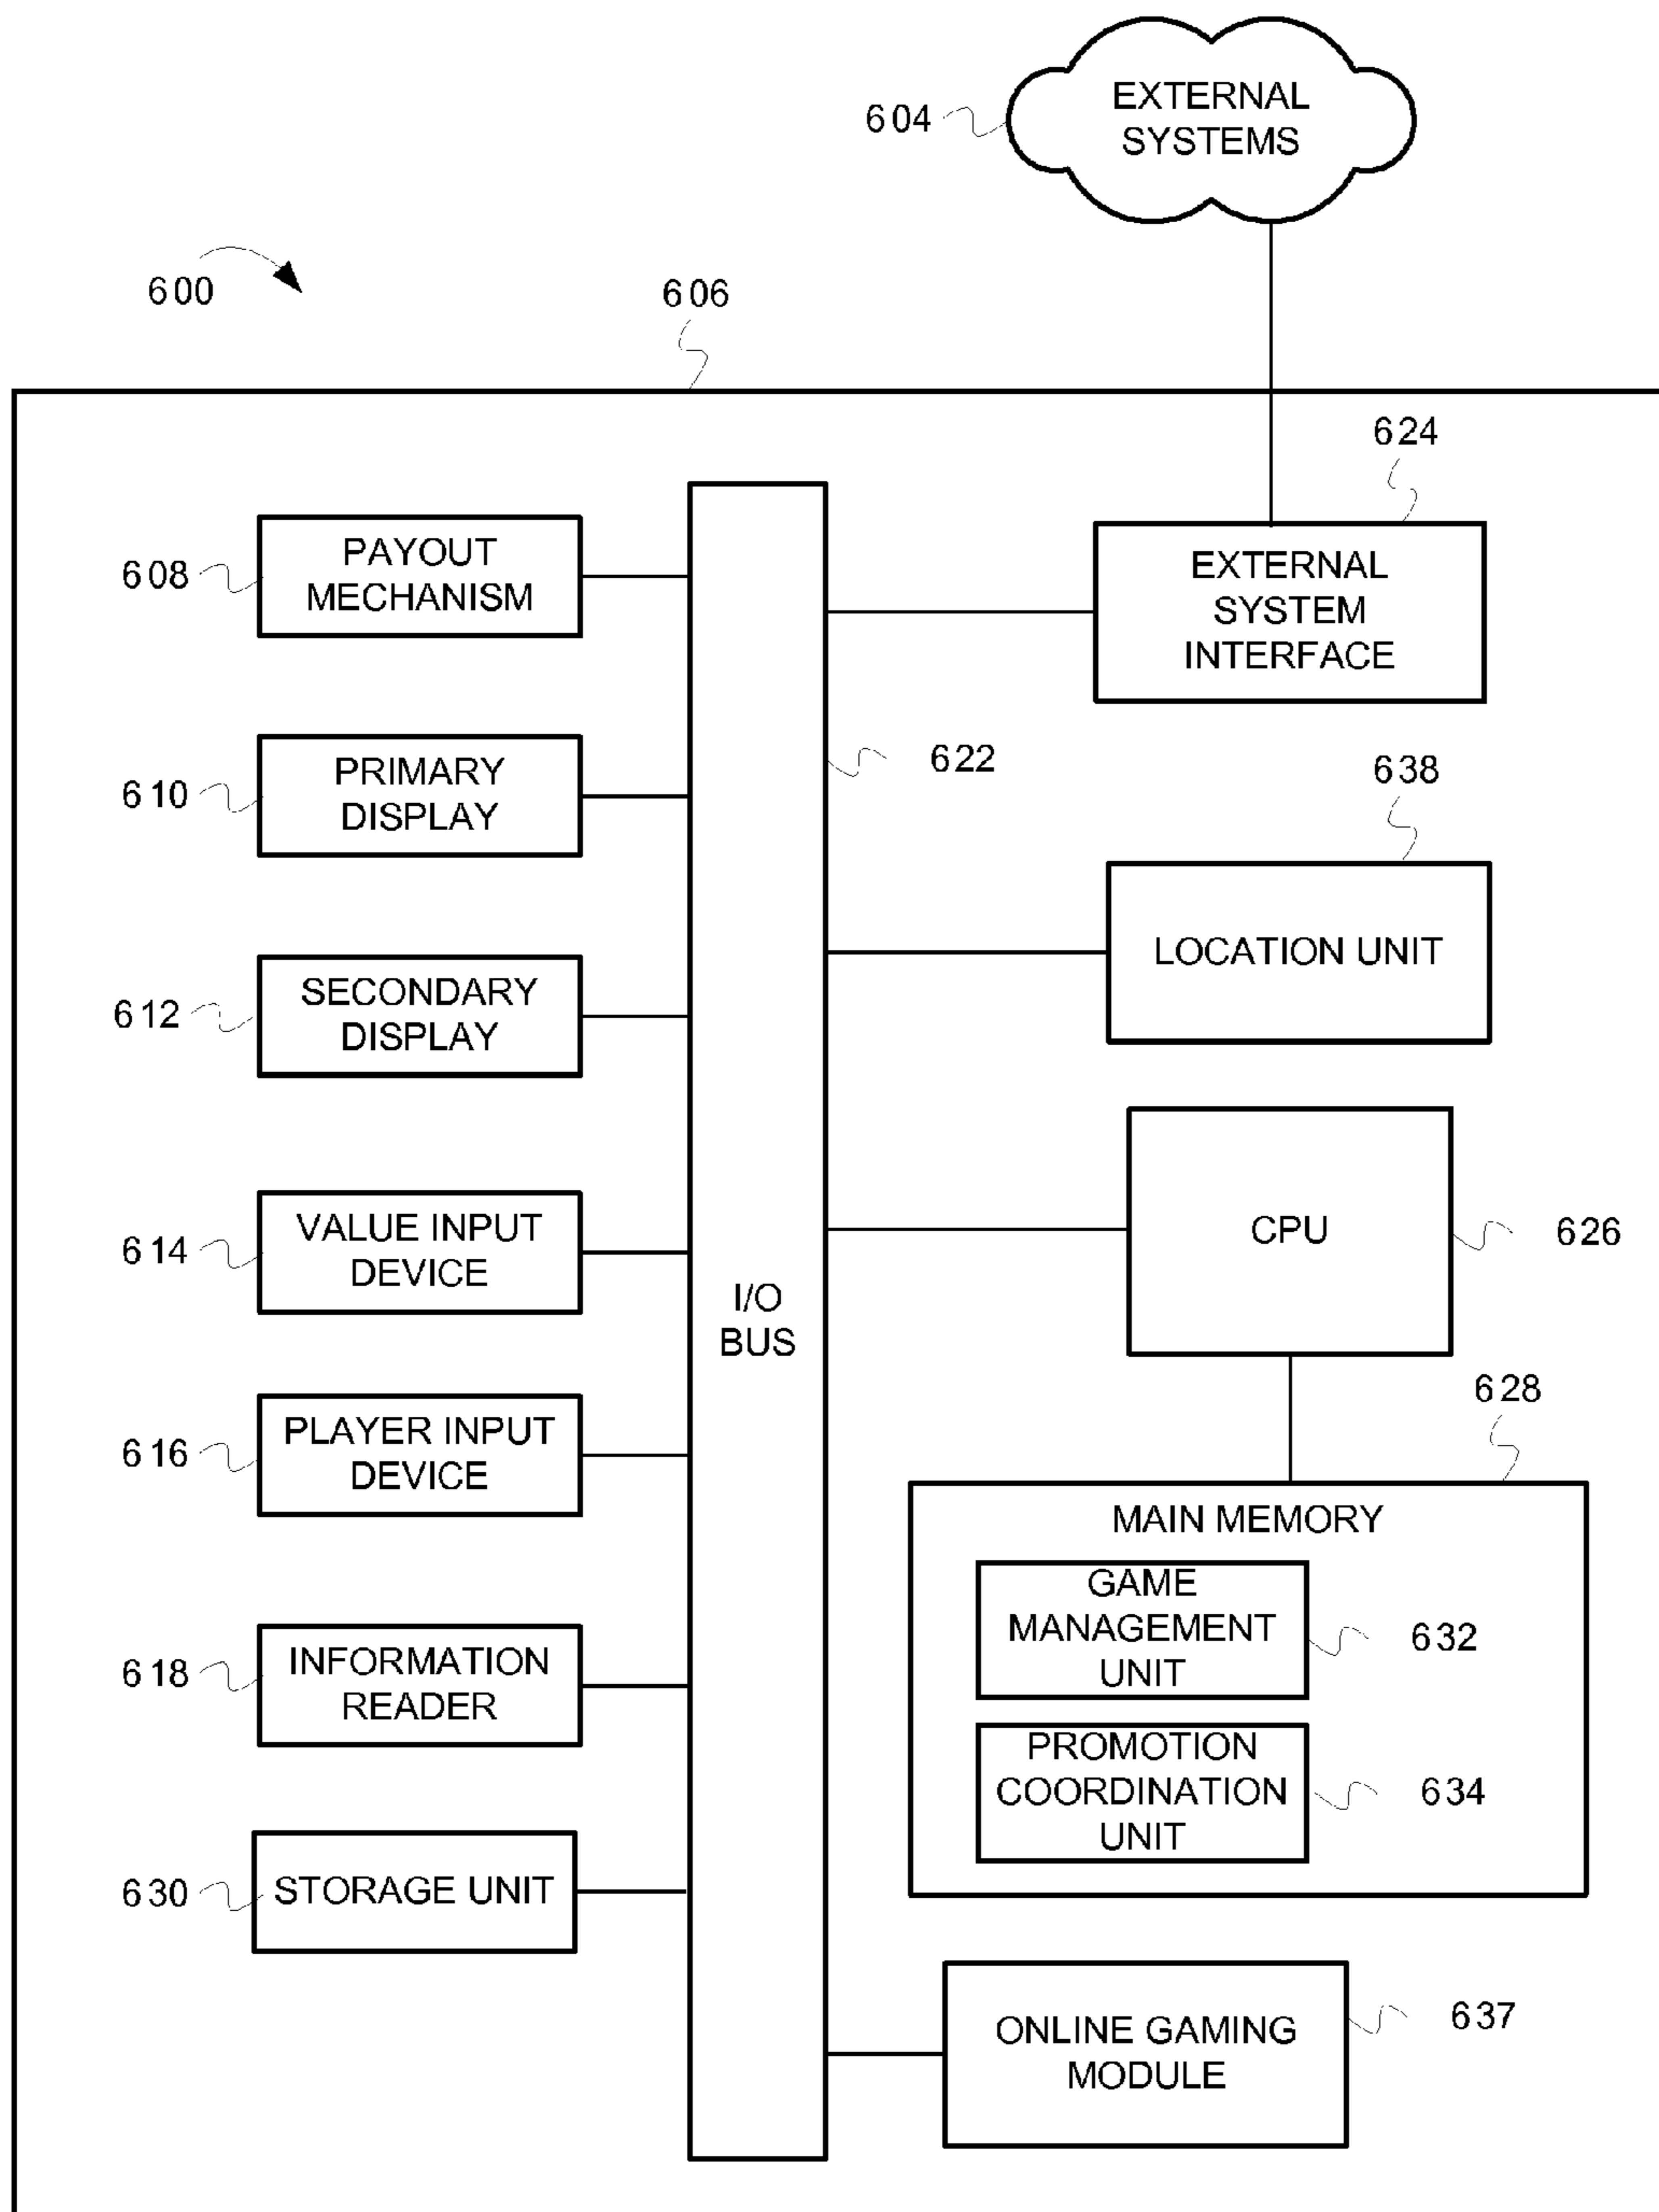 EXTERNAL
SYSTEMS
604
600
606
624
608
PAYOUT
MECHANISM
EXTERNAL
SYSTEM
INTERFACE
610
PRIMARY
DISPLAY
622
638
612
SECONDARY
DISPLAY
LOCATION UNIT
614
VALUE INPUT
DEVICE
I/O
BUS
CPU
626
616
PLAYER INPUT
DEVICE
628
MAIN MEMORY
GAME
MANAGEMENT
UNIT
632
618
INFORMATION
READER
PROMOTION
COORDINATION
UNIT
634
630
STORAGE UNIT
ONLINE GAMING
MODULE
637